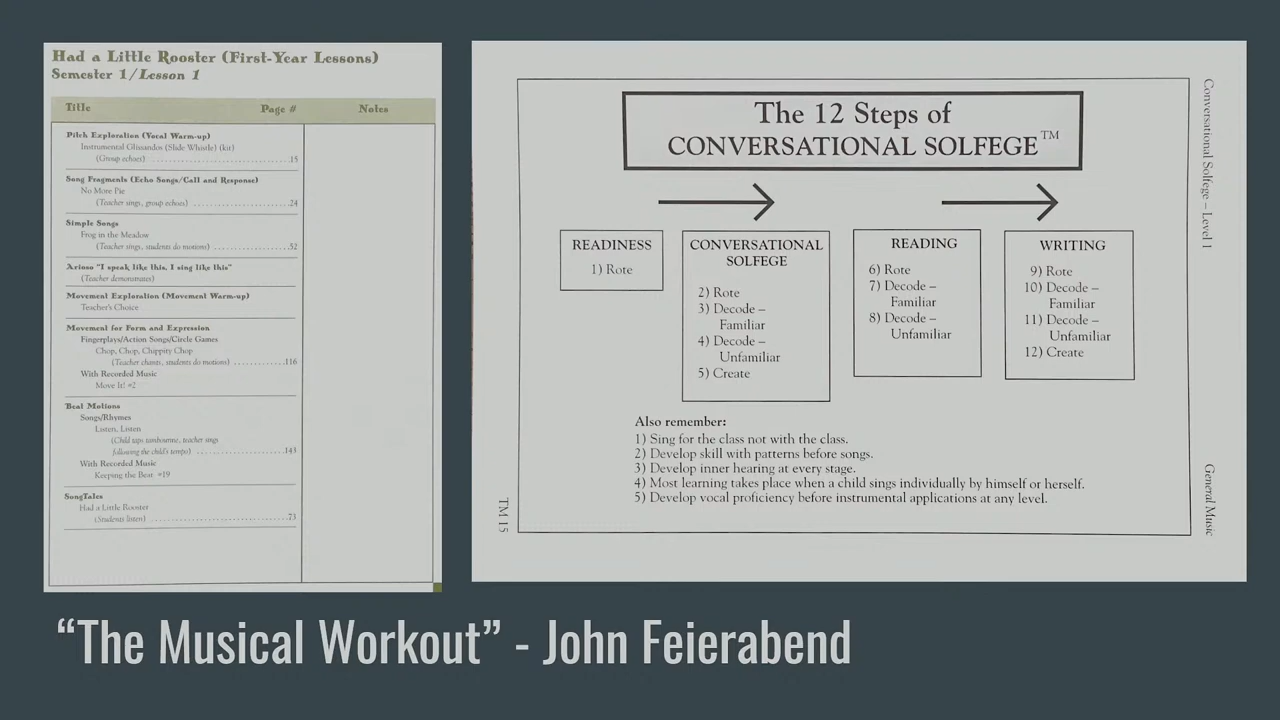 Had a Little Rooster (First-Year Lessons)
Semester 1/Lesson 1
Title Page # Notes
Pitch Exploration (Vocal Warm-up)
Instrumental Glissandos (Slide Whistle) (kit)
(Group echoes) ..............................15
Song Fragments (Echo Songs/Call and Response)
No More Pie
(Teacher sings, group echoes) ......................24
Simple Songs
Frog in the Meadow
(Teacher sings, students do motions) ..................52
Arioso "I speak like this, I sing like this"
(Teacher demonstrates)
Movement Exploration (Movement Warm-up)
Teacher's Choice
Movement for Form and Expression
Fingerplays/Action Songs/Circle Games
Chop, Chop, Chippity Chop
(Teacher chants, students do motions) ..............116
With Recorded Music
Move It! #2
Beat Motions
Songs/Rhymes
Listen, Listen
(Child taps tambourine, teacher sings
following the child's tempo) ..................143
With Recorded Music
Keeping the Beat #19
SongTales
Had a Little Rooster
(Students listen) ..............................73
The 12 Steps of
CONVERSATIONAL SOLFEGE™
READINESS
1) Rote
CONVERSATIONAL
SOLFEGE
2) Rote
3) Decode –
Familiar
4) Decode –
Unfamiliar
5) Create
READING
6) Rote
7) Decode –
Familiar
8) Decode –
Unfamiliar
WRITING
9) Rote
10) Decode –
Familiar
11) Decode –
Unfamiliar
12) Create
Also remember:
1) Sing for the class not with the class.
2) Develop skill with patterns before songs.
3) Develop inner hearing at every stage.
4) Most learning takes place when a child sings individually by himself or herself.
5) Develop vocal proficiency before instrumental applications at any level.
TM 15
Conversational Solfege – Level 1
General Music
“The Musical Workout” - John Feierabend